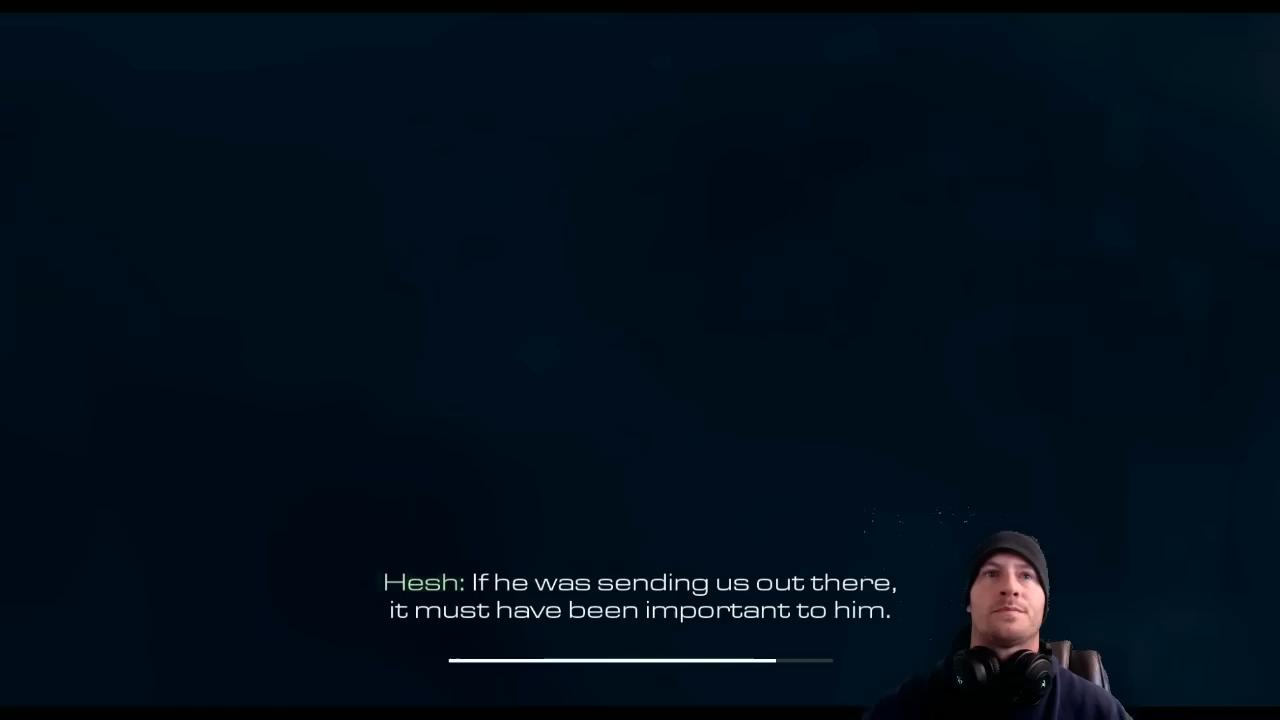 Hesh: If he was sending us out there,
it must have been important to him.